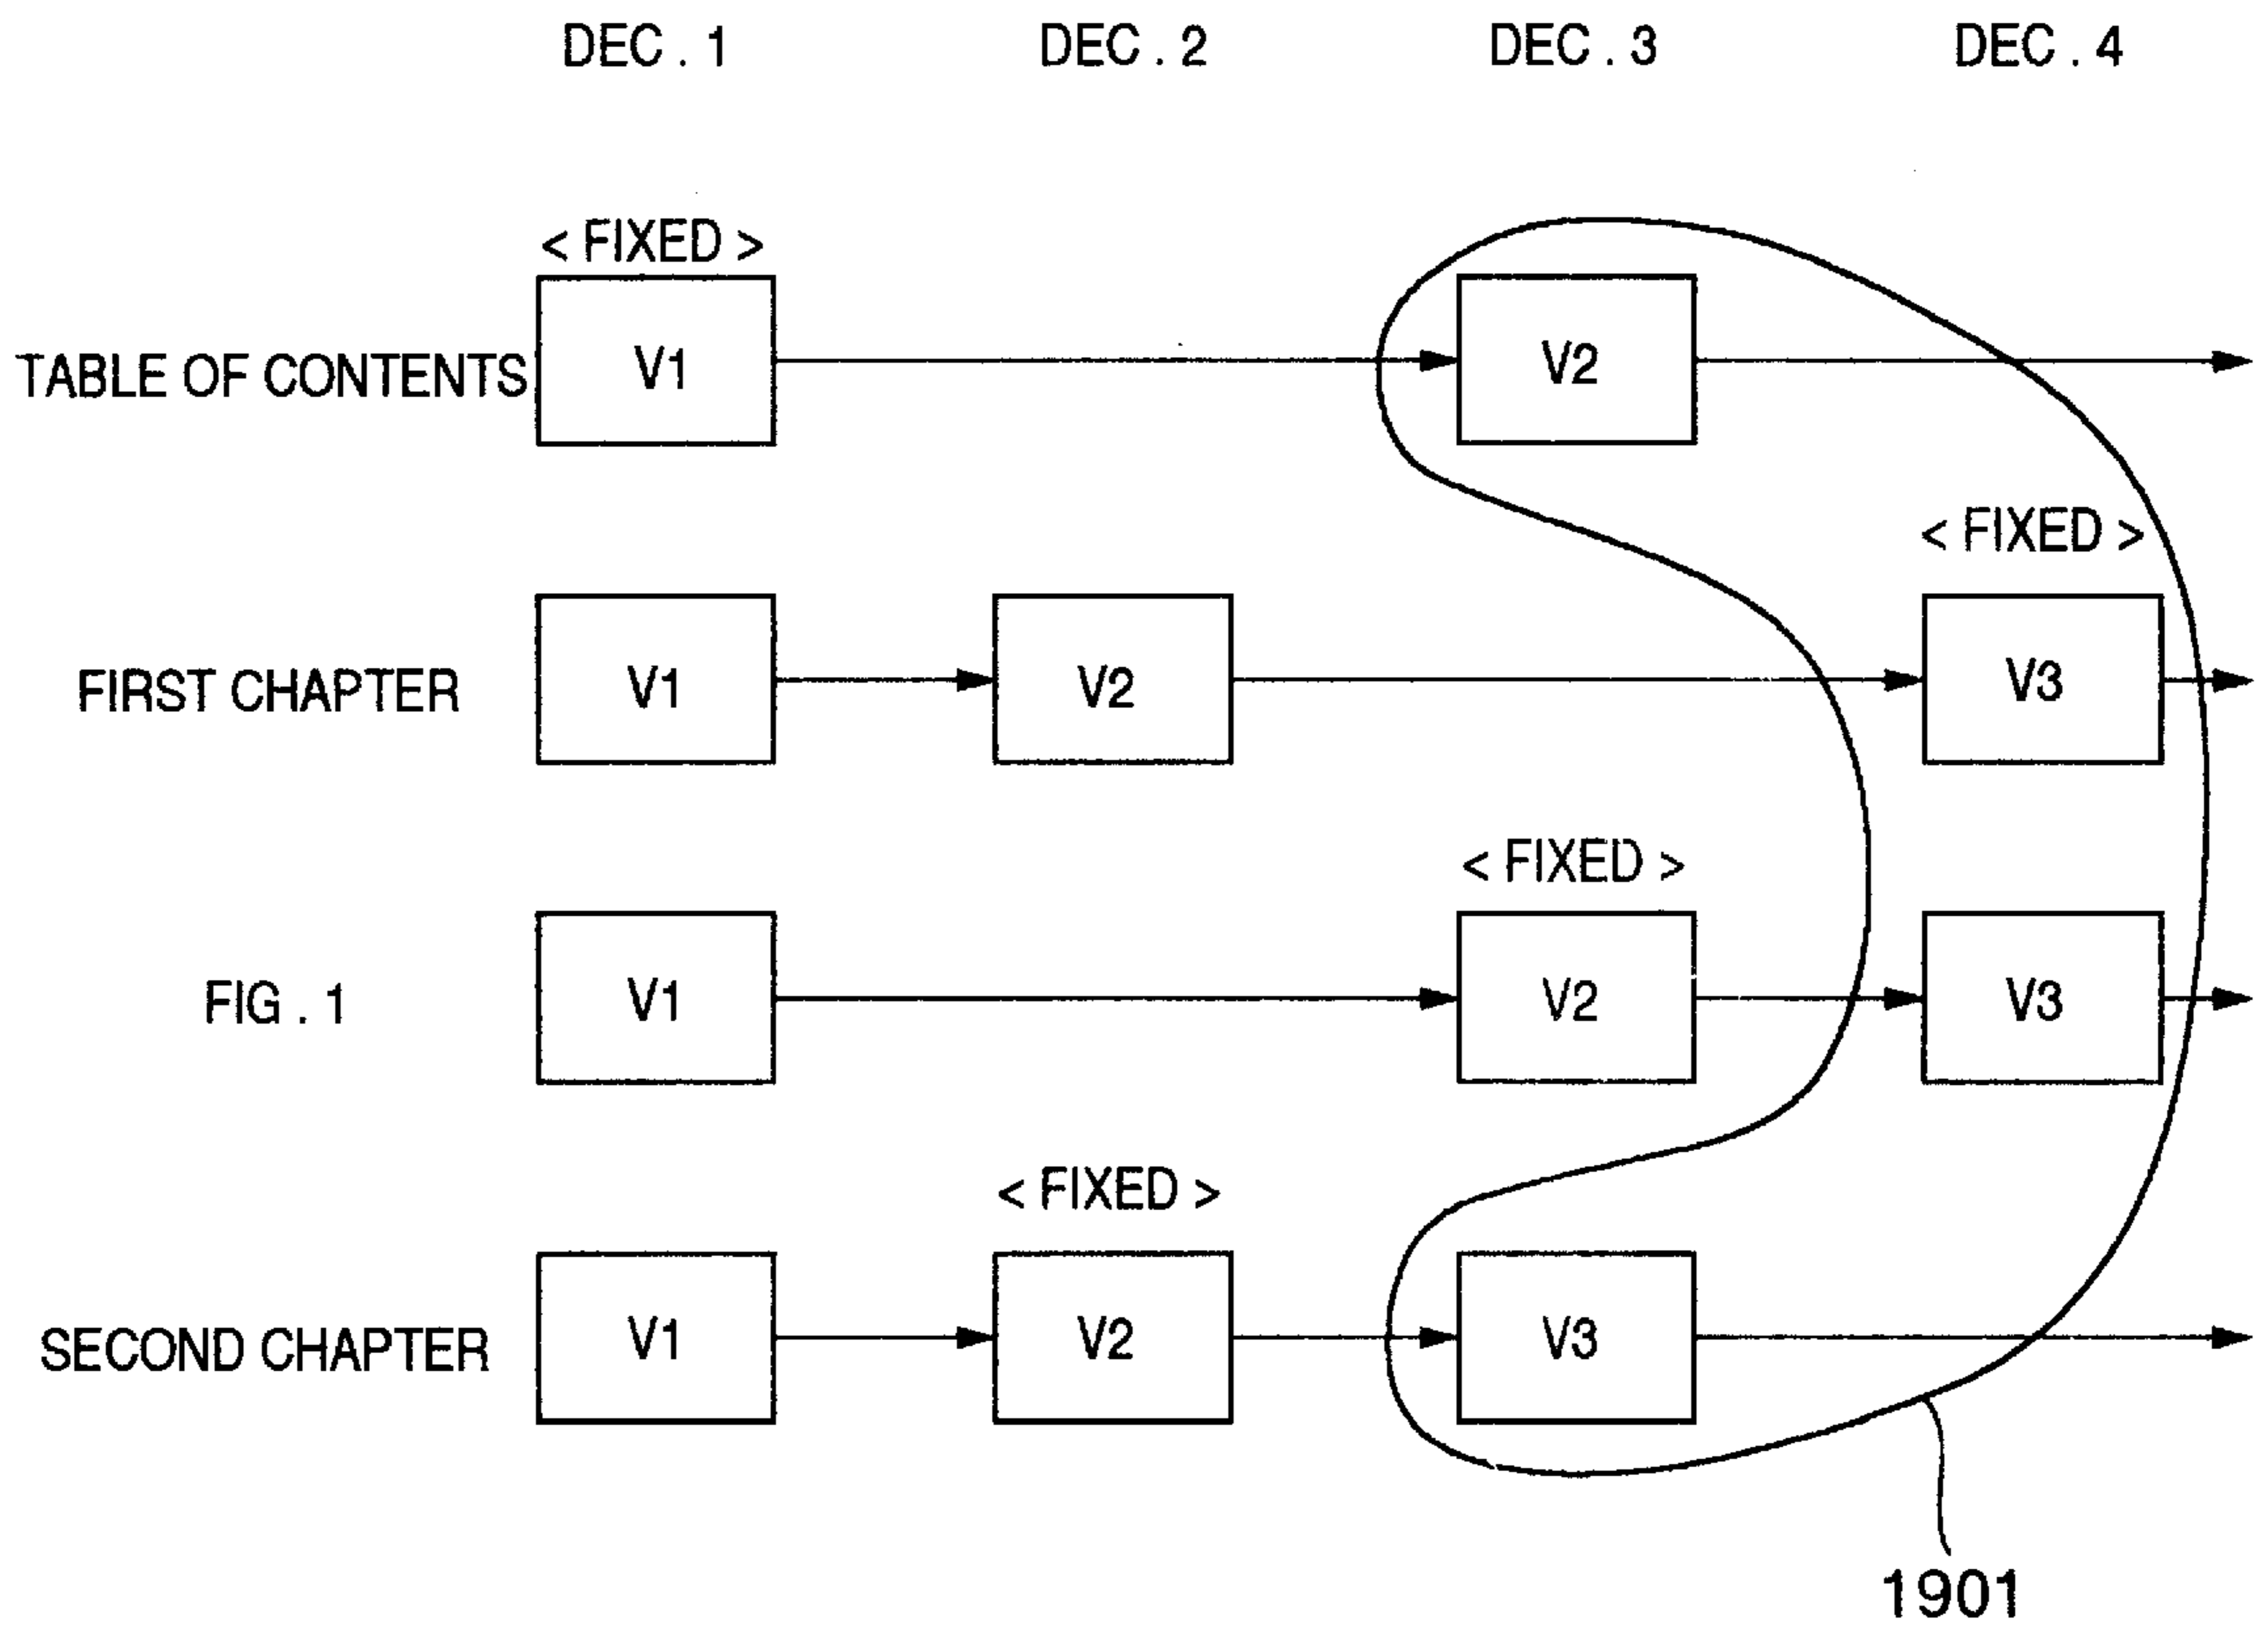 DEC . 1 DEC . 2 DEC . 3 DEC . 4
< FIXED >
TABLE OF CONTENTS V1 V2
< FIXED >
FIRST CHAPTER V1 V2 V3
< FIXED >
FIG . 1 V1 V2 V3
< FIXED >
SECOND CHAPTER V1 V2 V3
1901